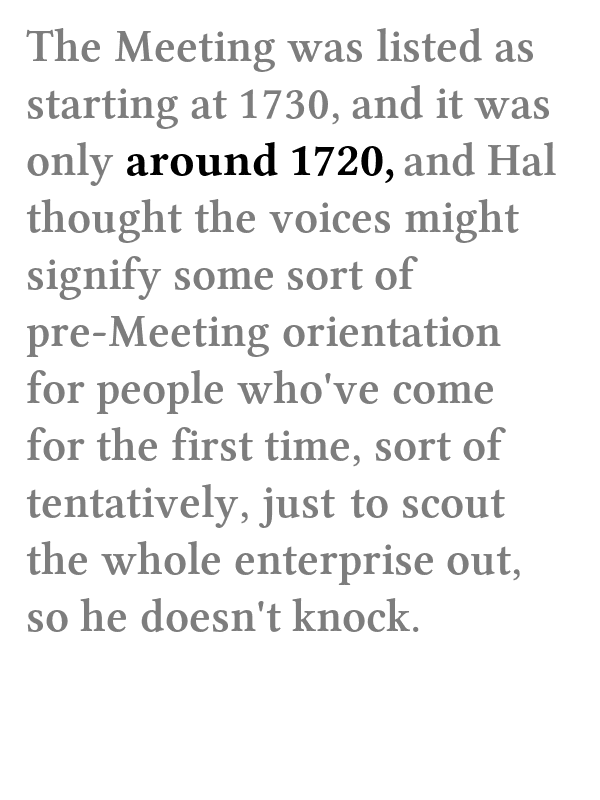 The Meeting was listed as
starting at 1730, and it was
only around 1720, and Hal
thought the voices might
signify some sort of
pre-Meeting orientation
for people who've come
for the first time, sort of
tentatively, just to scout
the whole enterprise out,
so he doesn't knock.